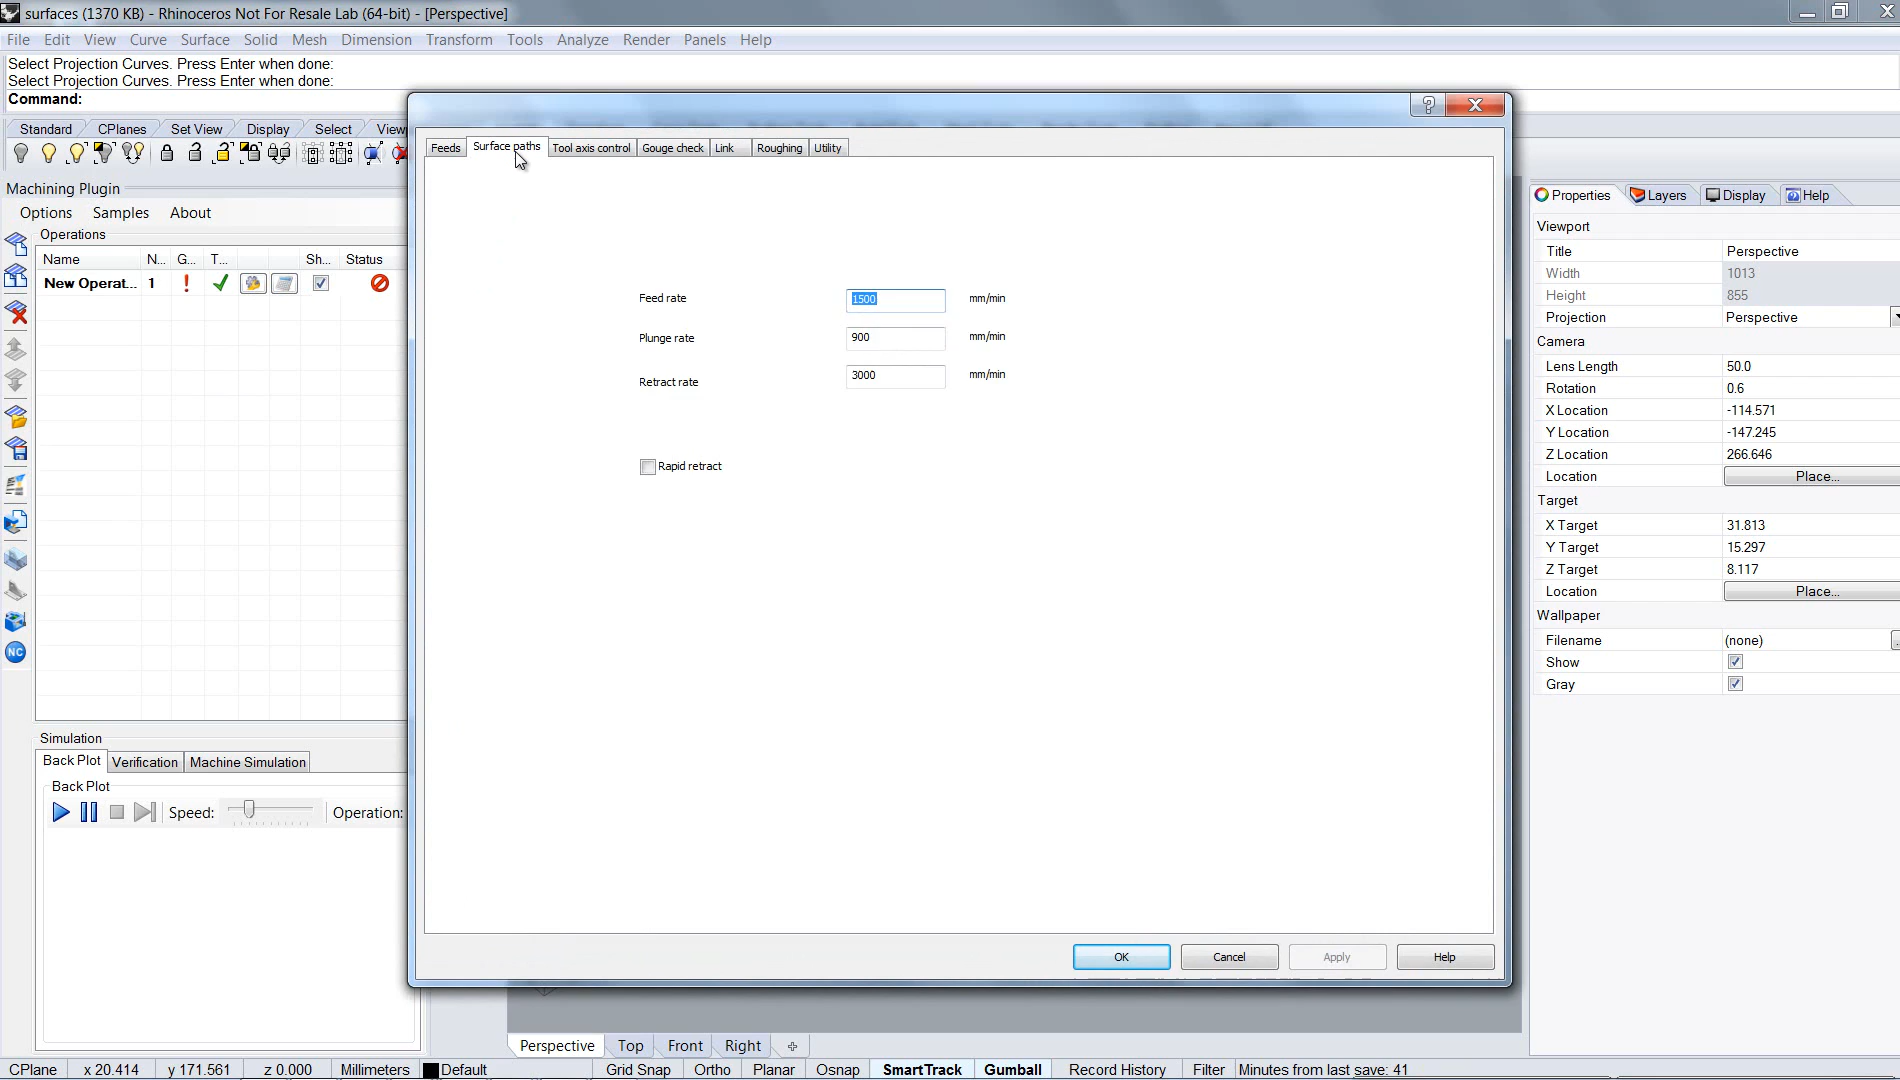 surfaces (1370 KB) - Rhinoceros Not For Resale Lab (64-bit) - [Perspective]
File Edit View Curve Surface Solid Mesh Dimension Transform Tools Analyze Render Panels Help
Select Projection Curves. Press Enter when done:
Select Projection Curves. Press Enter when done:
Command:
Standard CPlanes Set View Display Select View
Machining Plugin
Options Samples About
Operations
Name N... G... T... Sh... Status
New Operat... 1
Simulation
Back Plot Verification Machine Simulation
Back Plot
Speed: Operation:
Feeds Surface paths Tool axis control Gouge check Link Roughing Utility
Feed rate 1500 mm/min
Plunge rate 900 mm/min
Retract rate 3000 mm/min
Rapid retract
OK Cancel Apply Help
Properties Layers Display Help
Viewport
Title Perspective
Width 1013
Height 855
Projection Perspective
Camera
Lens Length 50.0
Rotation 0.6
X Location -114.571
Y Location -147.245
Z Location 266.646
Location Place...
Target
X Target 31.813
Y Target 15.297
Z Target 8.117
Location Place...
Wallpaper
Filename (none)
Show
Gray
NC
Perspective Top Front Right
CPlane x 20.414 y 171.561 z 0.000 Millimeters Default Grid Snap Ortho Planar Osnap SmartTrack Gumball Record History Filter Minutes from last save: 41